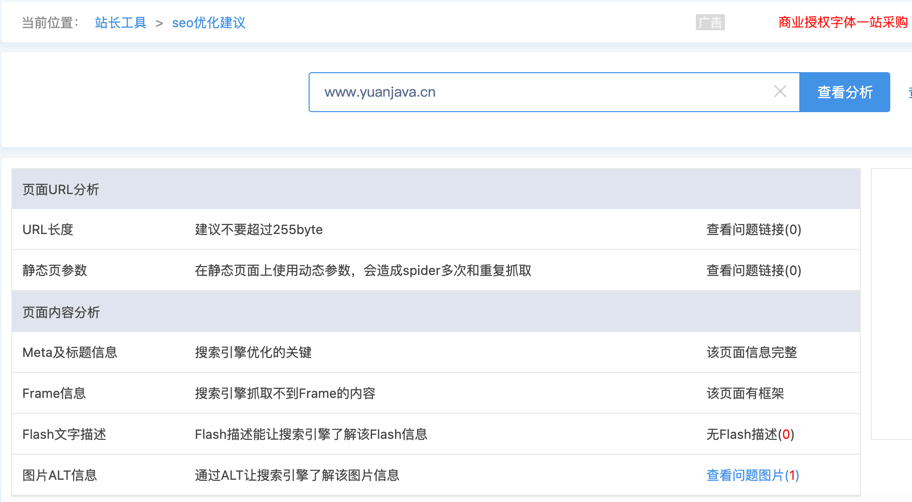 当前位置： 站长工具 > seo优化建议 广告 商业授权字体一站采购
www.yuanjava.cn 查看分析
页面URL分析
URL长度 建议不要超过255byte 查看问题链接(0)
静态页参数 在静态页面上使用动态参数，会造成spider多次和重复抓取 查看问题链接(0)
页面内容分析
Meta及标题信息 搜索引擎优化的关键 该页面信息完整
Frame信息 搜索引擎抓取不到Frame的内容 该页面有框架
Flash文字描述 Flash描述能让搜索引擎了解该Flash信息 无Flash描述(0)
图片ALT信息 通过ALT让搜索引擎了解该图片信息 查看问题图片(1)